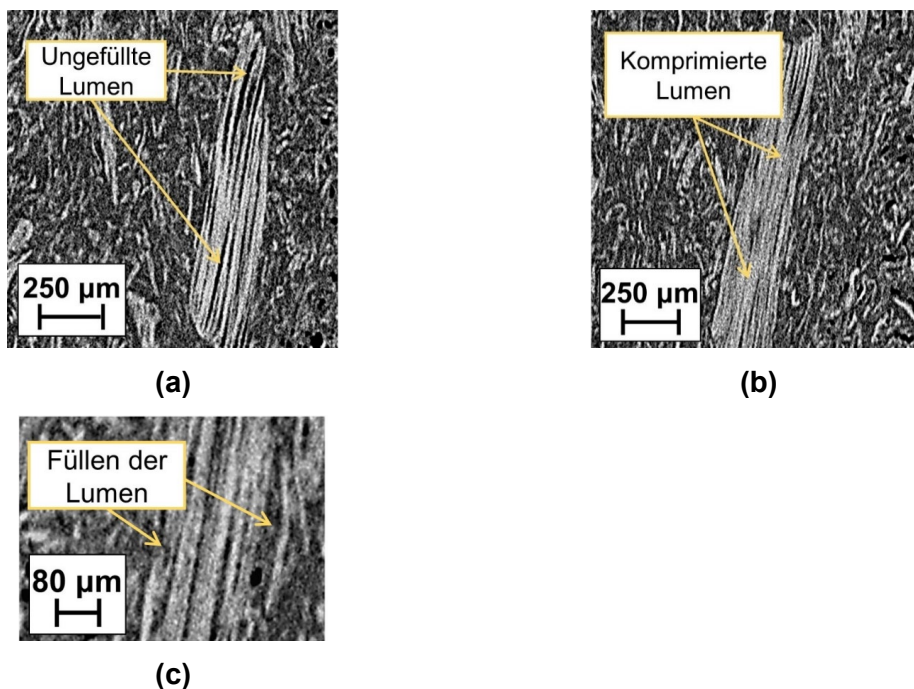 Ungefüllte
Lumen
250 µm
(a)
Komprimierte
Lumen
250 µm
(b)
Füllen der
Lumen
80 µm
(c)